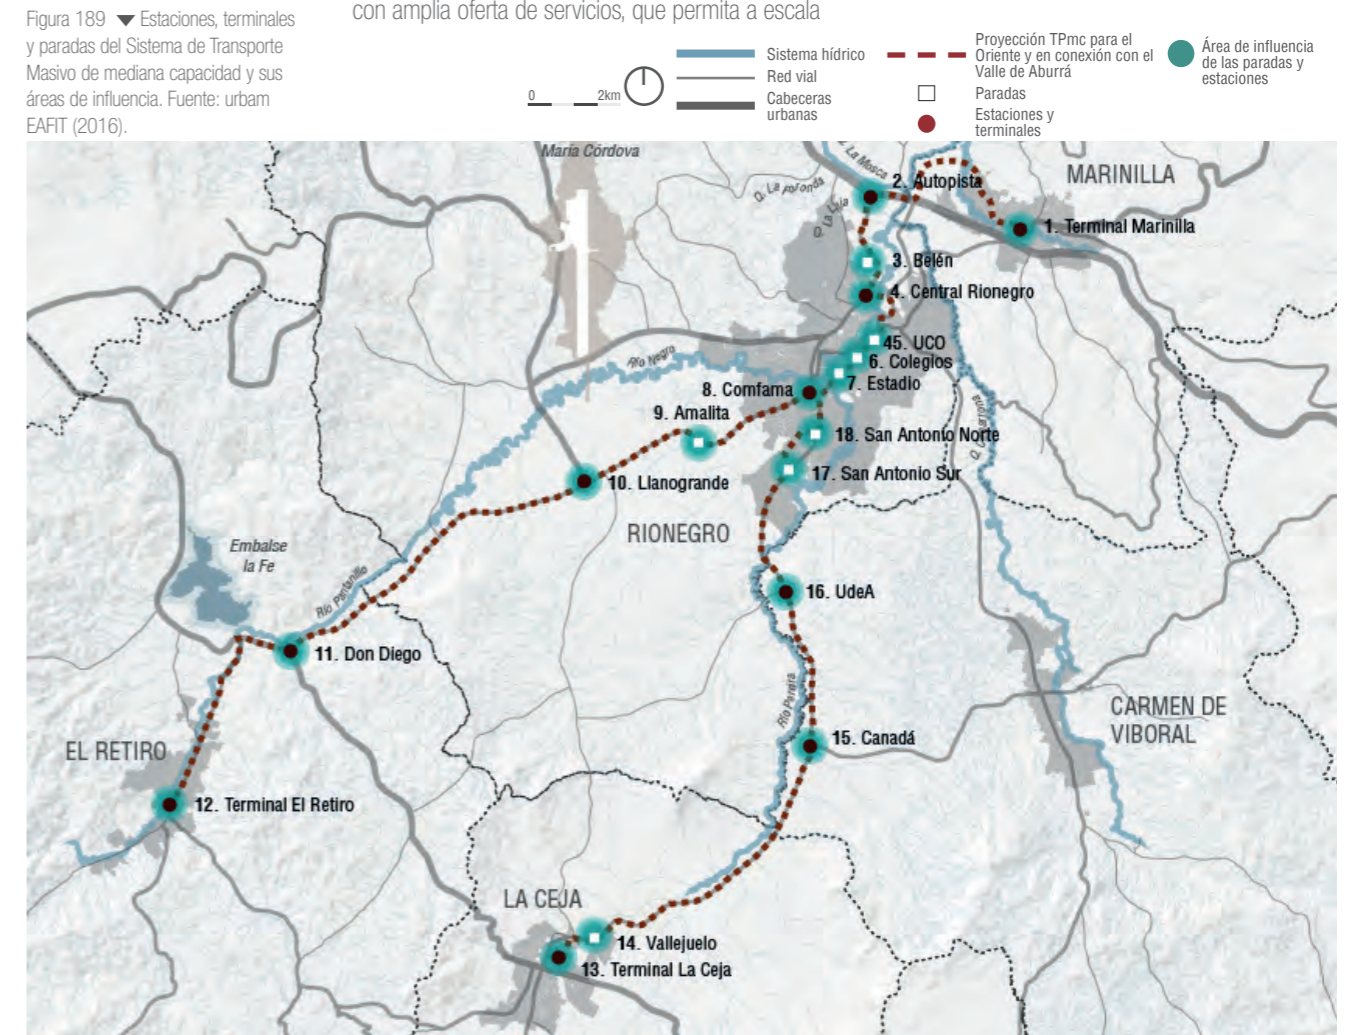 con amplia oferta de servicios, que permita a escala
Figura 189 ▼ Estaciones, terminales
y paradas del Sistema de Transporte
Masivo de mediana capacidad y sus
áreas de influencia. Fuente: urbam
EAFIT (2016).
0 2km
Sistema hídrico
Red vial
Cabeceras
urbanas
Proyección TPmc para el
Oriente y en conexión con el
Valle de Aburrá
Paradas
Estaciones y
terminales
Área de influencia
de las paradas y
estaciones
María Córdova
Q. La Mosca
Q. La
Q. La
MARINILLA
2. Autopista
1. Terminal Marinilla
3. Belén
4. Central Rionegro
45. UCO
6. Colegios
7. Estadio
Río Negro
8. Comfama
9. Amalita
18. San Antonio Norte
17. San Antonio Sur
10. Llanogrande
RIONEGRO
Embalse
la Fe
Río Pantanillo
16. UdeA
11. Don Diego
Río Pereira
CARMEN DE
VIBORAL
15. Canadá
EL RETIRO
12. Terminal El Retiro
LA CEJA
14. Vallejuelo
13. Terminal La Ceja